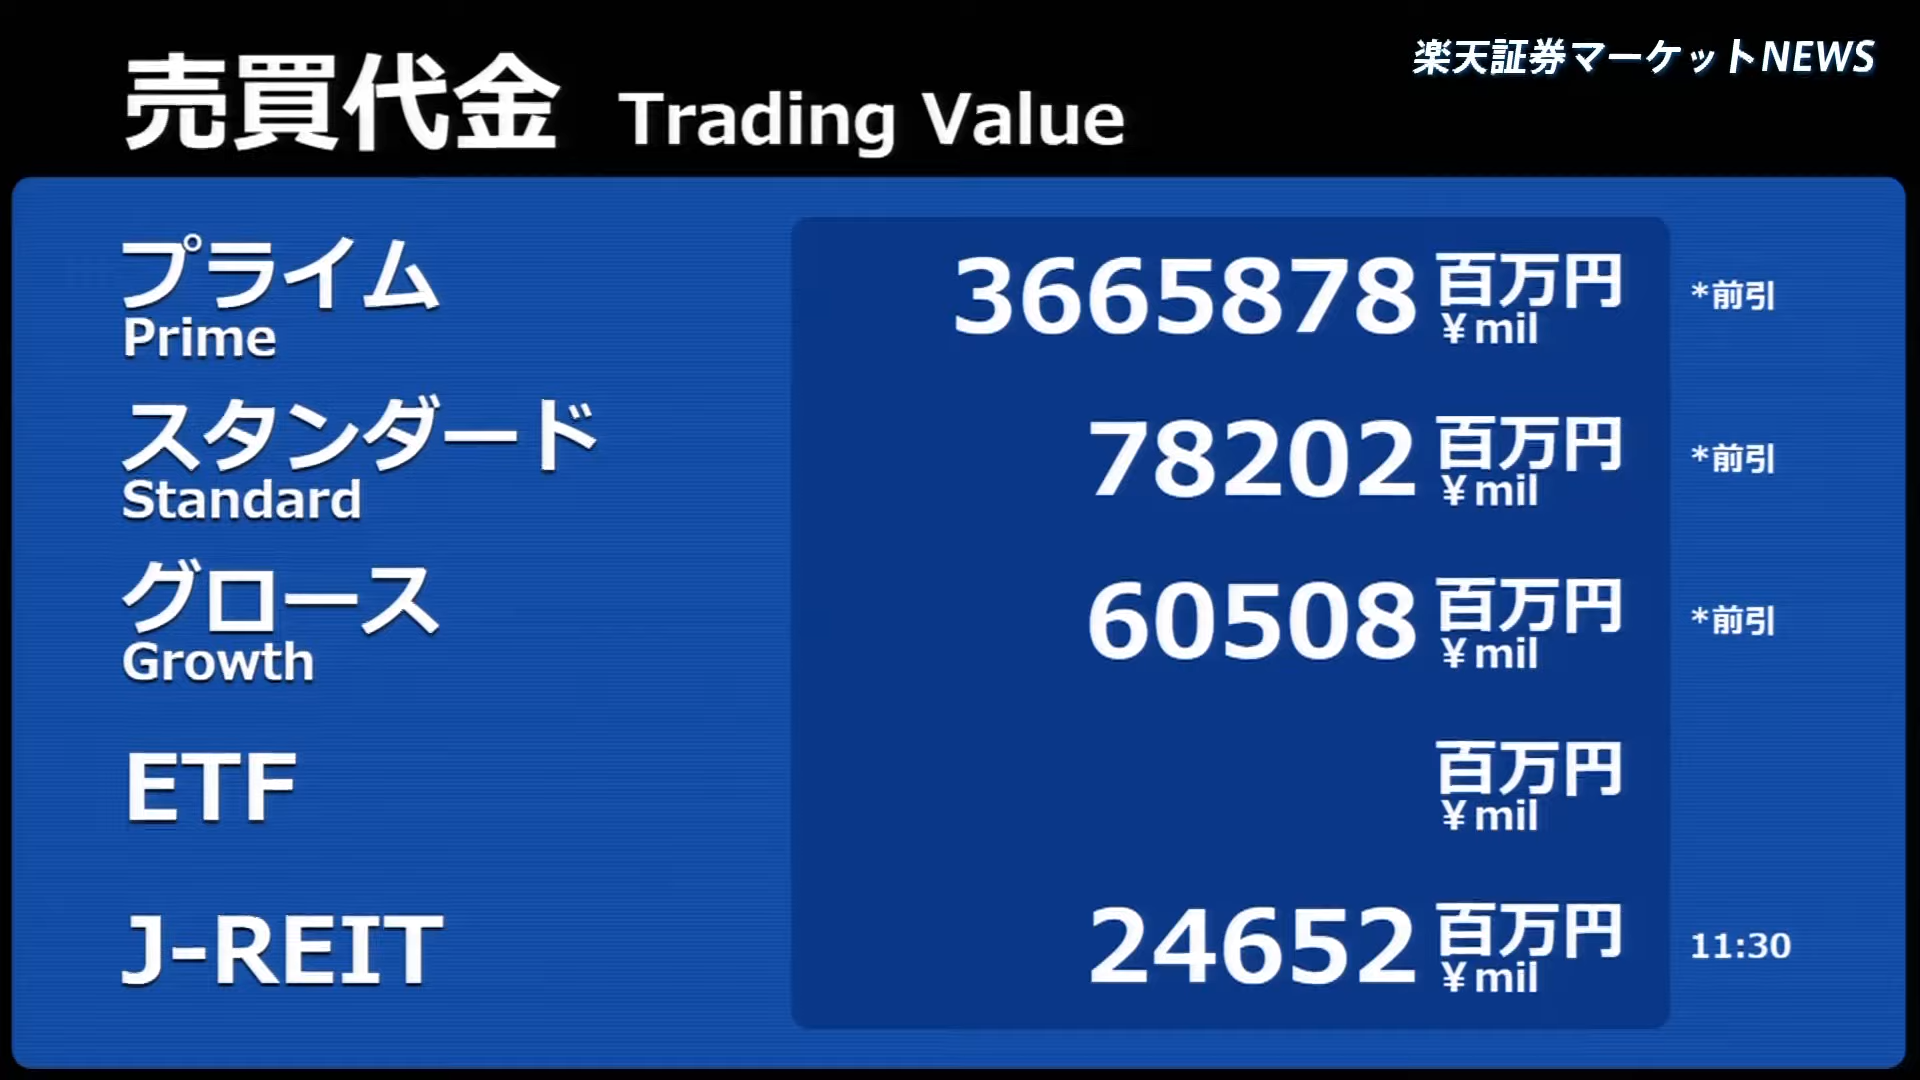 売買代金 Trading Value
楽天証券マーケットNEWS
プライム 3665878 百万円 *前引
Prime ¥mil
スタンダード 78202 百万円 *前引
Standard ¥mil
グロース 60508 百万円 *前引
Growth ¥mil
ETF 百万円
¥mil
J-REIT 24652 百万円 11:30
¥mil